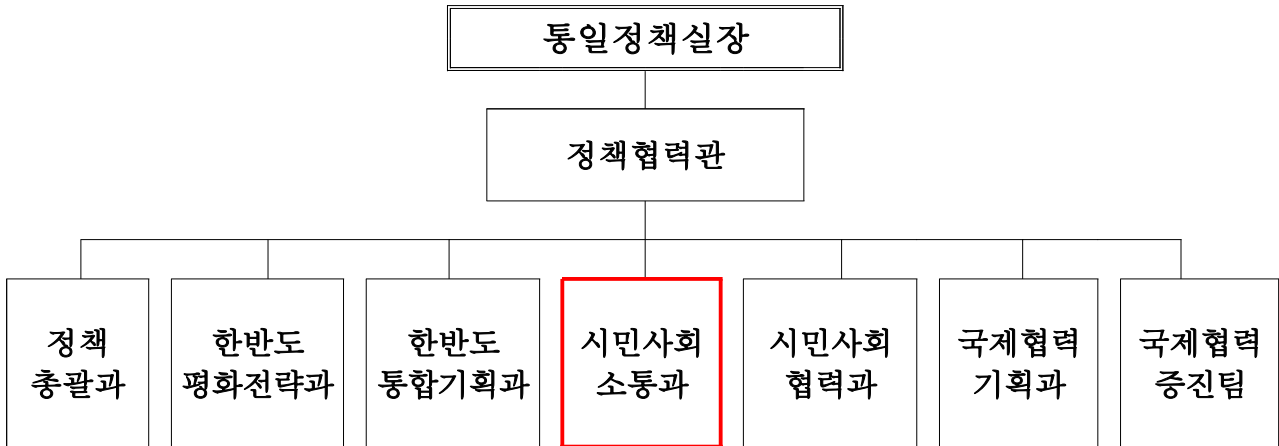 통일정책실장
정책협력관
정책
총괄과
한반도
평화전략과
한반도
통합기획과
시민사회
소통과
시민사회
협력과
국제협력
기획과
국제협력
증진팀